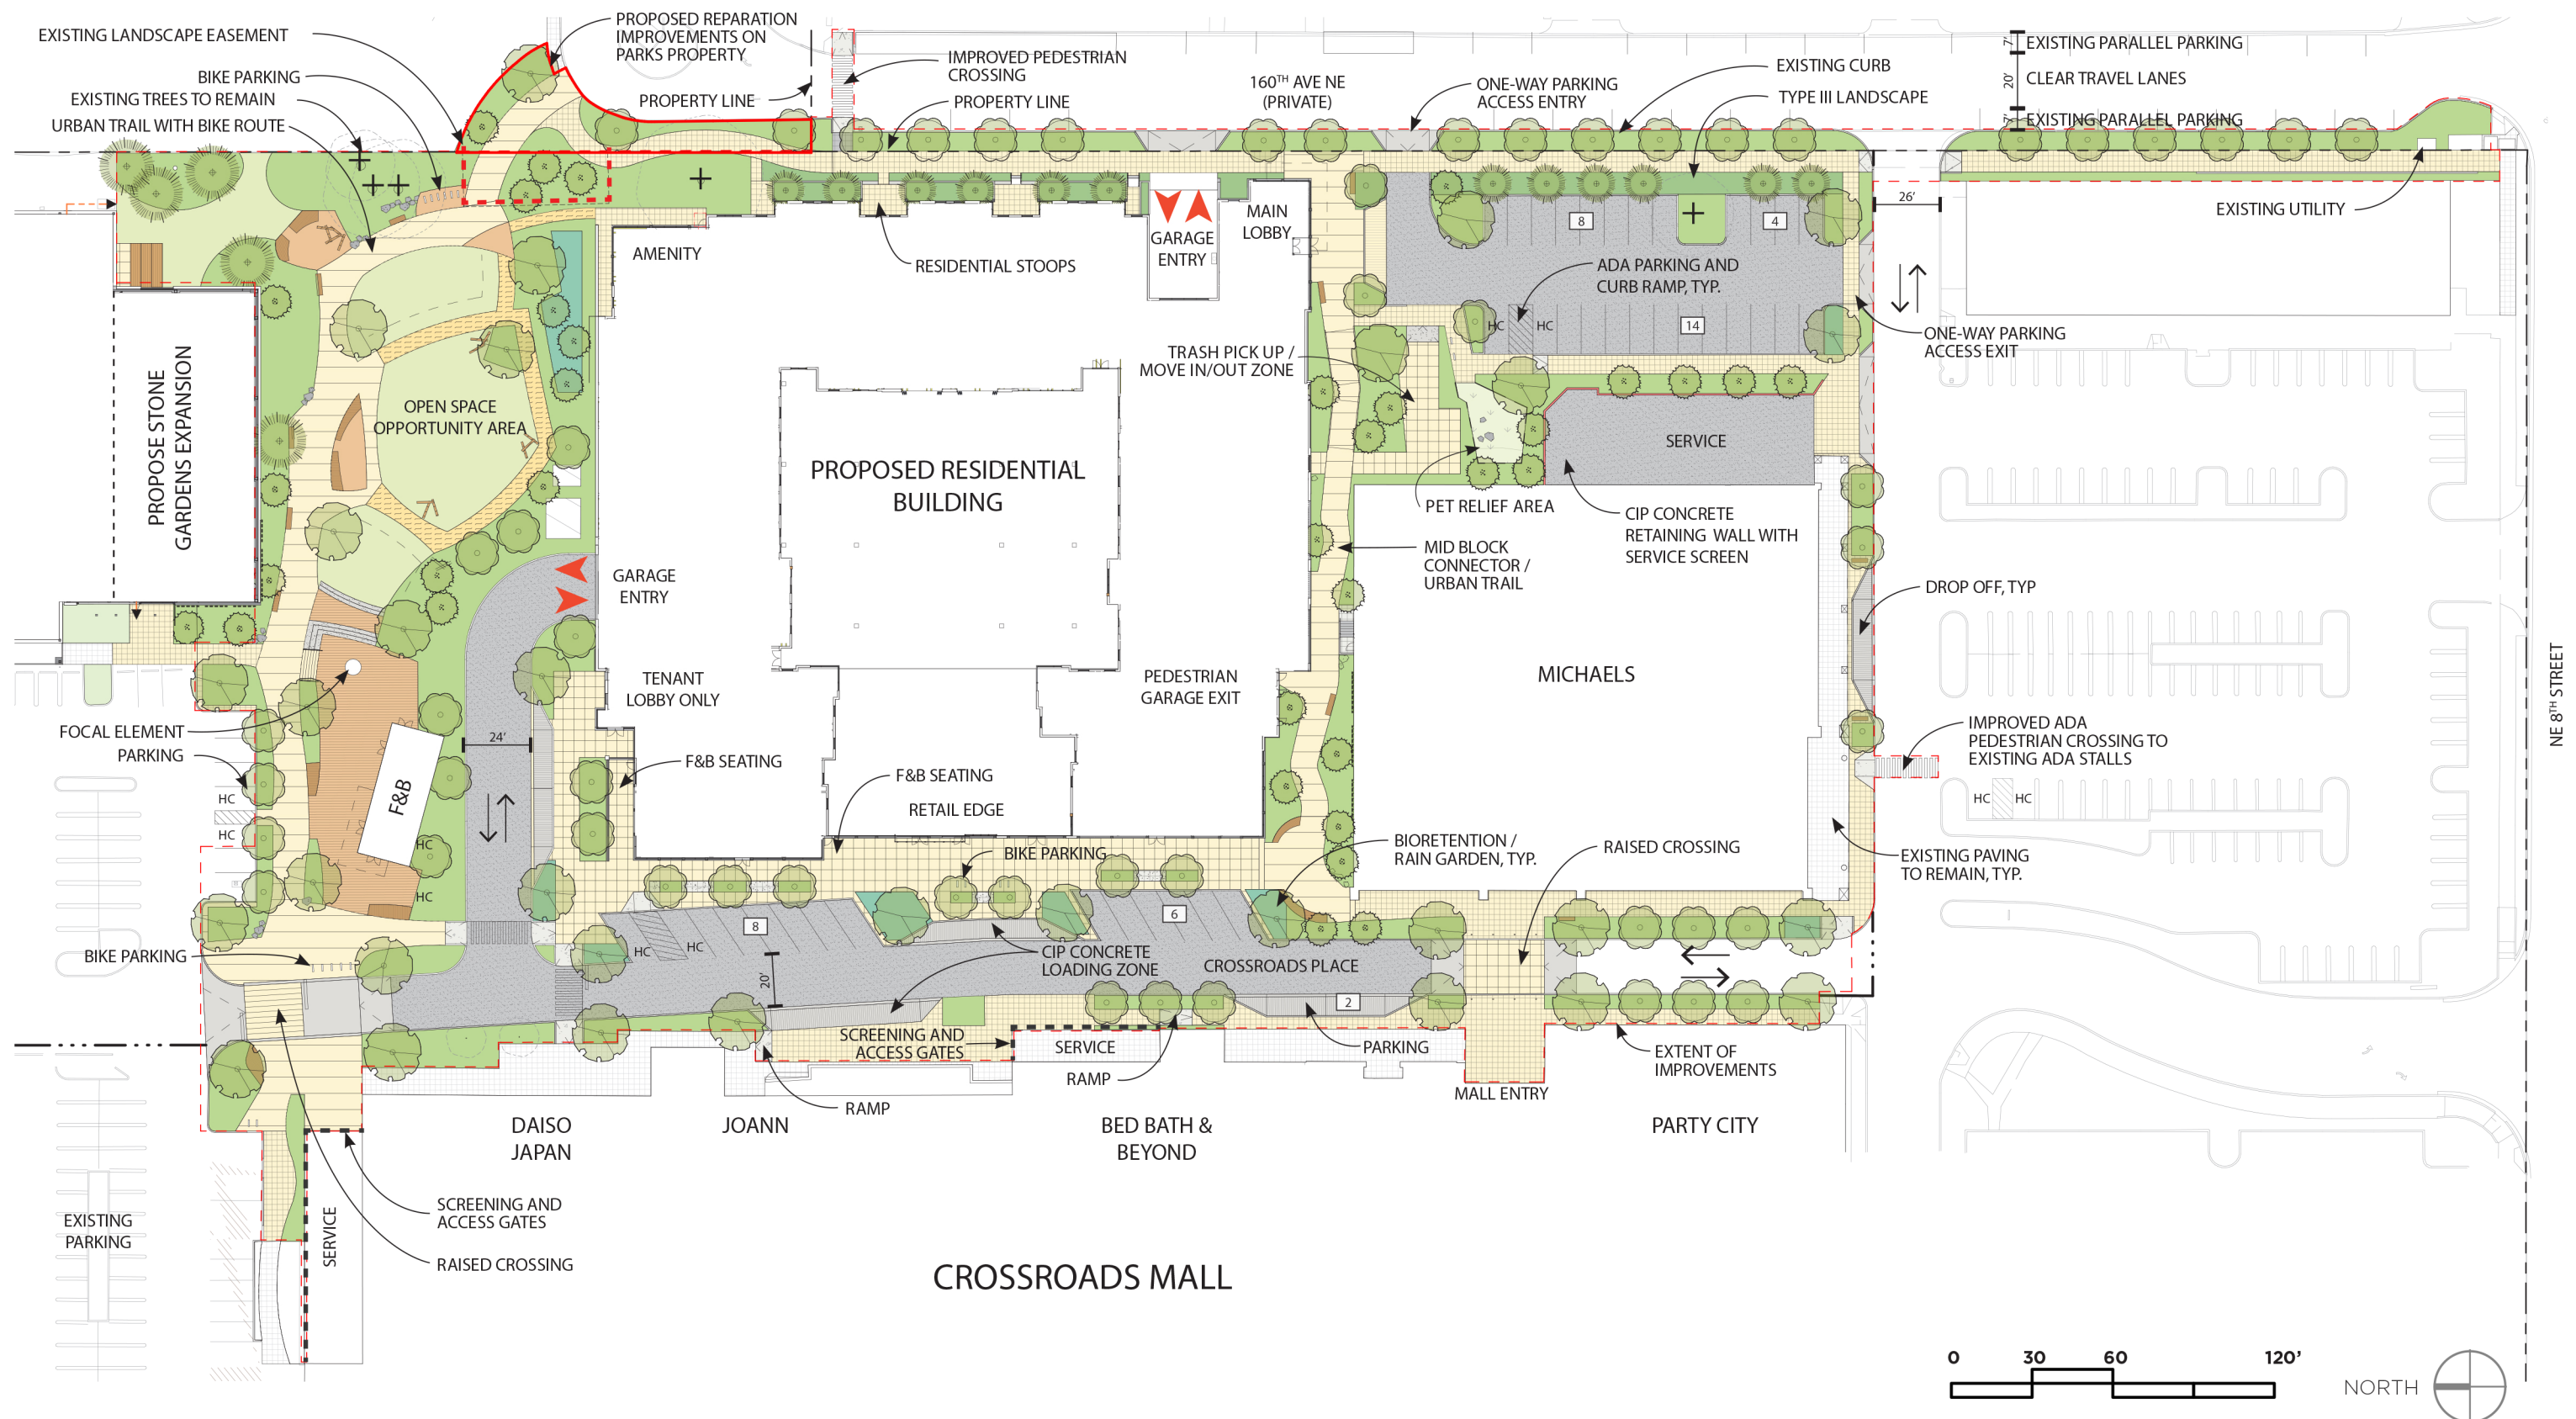 EXISTING LANDSCAPE EASEMENT
BIKE PARKING
EXISTING TREES TO REMAIN
URBAN TRAIL WITH BIKE ROUTE
PROPOSED REPARATION
IMPROVEMENTS ON
PARKS PROPERTY
PROPERTY LINE
IMPROVED PEDESTRIAN
CROSSING
PROPERTY LINE
160TH AVE NE
(PRIVATE)
ONE-WAY PARKING
ACCESS ENTRY
EXISTING CURB
TYPE III LANDSCAPE
7'
EXISTING PARALLEL PARKING
20'
CLEAR TRAVEL LANES
7'
EXISTING PARALLEL PARKING
26'
EXISTING UTILITY
AMENITY
RESIDENTIAL STOOPS
GARAGE
ENTRY
MAIN
LOBBY
8
4
ADA PARKING AND
CURB RAMP, TYP.
HC
HC
14
ONE-WAY PARKING
ACCESS EXIT
TRASH PICK UP /
MOVE IN/OUT ZONE
PROPOSE STONE
GARDENS EXPANSION
OPEN SPACE
OPPORTUNITY AREA
PROPOSED RESIDENTIAL
BUILDING
SERVICE
PET RELIEF AREA
CIP CONCRETE
RETAINING WALL WITH
SERVICE SCREEN
MID BLOCK
CONNECTOR /
URBAN TRAIL
GARAGE
ENTRY
DROP OFF, TYP
TENANT
LOBBY ONLY
PEDESTRIAN
GARAGE EXIT
MICHAELS
NE 8TH STREET
FOCAL ELEMENT
PARKING
24'
F&B SEATING
F&B SEATING
RETAIL EDGE
IMPROVED ADA
PEDESTRIAN CROSSING TO
EXISTING ADA STALLS
HC
HC
F&B
HC
HC
HC
HC
BIKE PARKING
BIORETENTION /
RAIN GARDEN, TYP.
RAISED CROSSING
EXISTING PAVING
TO REMAIN, TYP.
8
6
HC
HC
BIKE PARKING
CIP CONCRETE
LOADING ZONE
20'
CROSSROADS PLACE
2
SCREENING AND
ACCESS GATES
SERVICE
PARKING
EXTENT OF
IMPROVEMENTS
RAMP
MALL ENTRY
RAMP
DAISO
JAPAN
JOANN
BED BATH &
BEYOND
PARTY CITY
SCREENING AND
ACCESS GATES
EXISTING
PARKING
SERVICE
RAISED CROSSING
CROSSROADS MALL
0
30
60
120'
NORTH